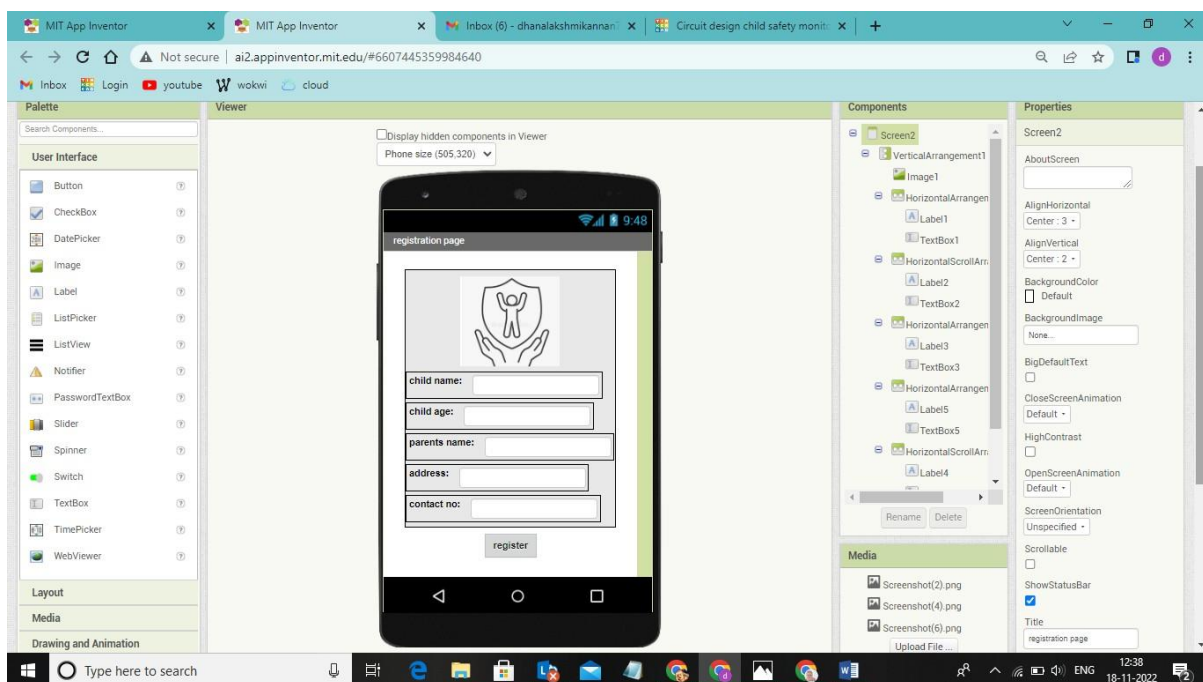 MIT App Inventor
MIT App Inventor
Inbox (6) - dhanalakshmikannan
Circuit design child safety monito
Not secure
ai2.appinventor.mit.edu/#6607445359984640
d
Inbox
Login
youtube
wokwi
cloud
Palette
Search Components...
User Interface
Button
CheckBox
DatePicker
Image
Label
ListPicker
ListView
Notifier
PasswordTextBox
Slider
Spinner
Switch
TextBox
TimePicker
WebViewer
Layout
Media
Drawing and Animation
Viewer
Display hidden components in Viewer
Phone size (505,320)
9:48
registration page
child name:
child age:
parents name:
address:
contact no:
register
Components
Screen2
VerticalArrangement1
Image1
HorizontalArrangen
Label1
TextBox1
HorizontalScrollArr
Label2
TextBox2
HorizontalArrangen
Label3
TextBox3
HorizontalArrangen
Label5
TextBox5
HorizontalScrollArr
Label4
Rename
Delete
Media
Screenshot(2).png
Screenshot(4).png
Screenshot(6).png
Upload File ...
Properties
Screen2
AboutScreen
AlignHorizontal
Center : 3
AlignVertical
Center : 2
BackgroundColor
Default
BackgroundImage
None...
BigDefaultText
CloseScreenAnimation
Default
HighContrast
OpenScreenAnimation
Default
ScreenOrientation
Unspecified
Scrollable
ShowStatusBar
Title
registration page
Type here to search
ENG
12:38
18-11-2022